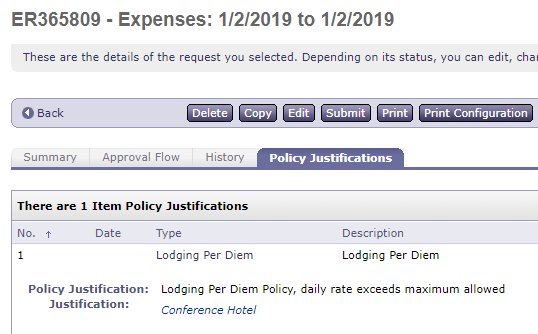 ER365809 - Expenses: 1/2/2019 to 1/2/2019
These are the details of the request you selected. Depending on its status, you can edit,
Back Delete Copy Edit Submit Print Print Configuration
Summary Approval Flow History Policy Justifications
There are 1 Item Policy Justifications
No. ↑ Date Type Description
1 Lodging Per Diem Lodging Per Diem
Policy Justification: Lodging Per Diem Policy, daily rate exceeds maximum allowed
Justification: Conference Hotel